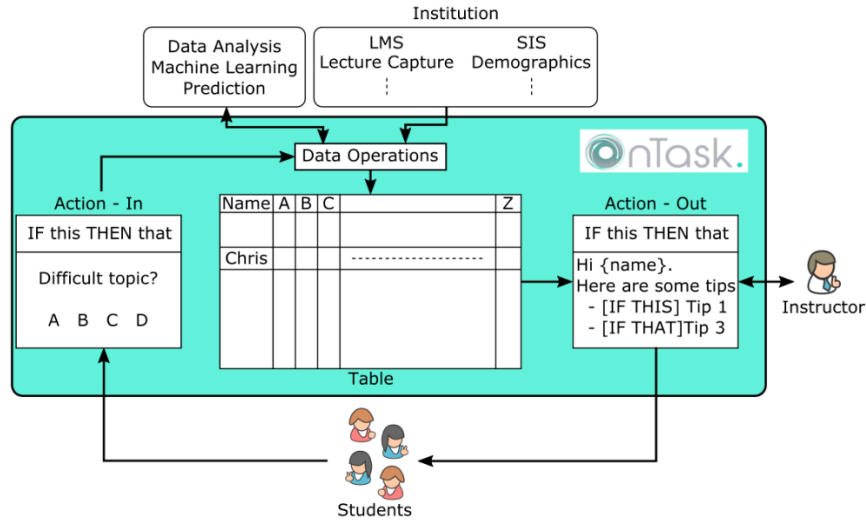 Institution
Data Analysis
Machine Learning
Prediction
LMS
Lecture Capture
SIS
Demographics
OnTask.
Data Operations
Action - In
IF this THEN that
Difficult topic?
A B C D
Name A B C Z
Chris
Table
Action - Out
IF this THEN that
Hi {name}.
Here are some tips
- [IF THIS] Tip 1
- [IF THAT]Tip 3
Instructor
Students